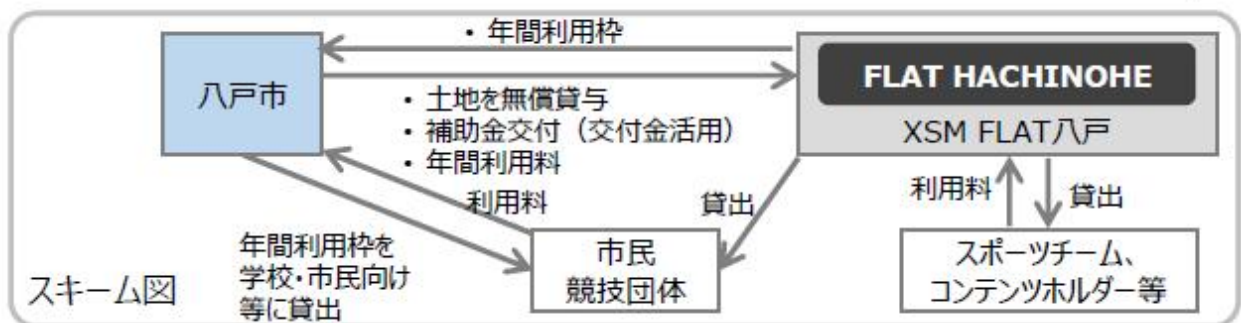 ・ 年間利用枠
八戸市
FLAT HACHINOHE
XSM FLAT八戸
・ 土地を無償貸与
・ 補助金交付（交付金活用）
・ 年間利用料
利用料
貸出
利用料
貸出
年間利用枠を
学校・市民向け
等に貸出
市民
競技団体
スポーツチーム、
コンテンツホルダー等
スキーム図